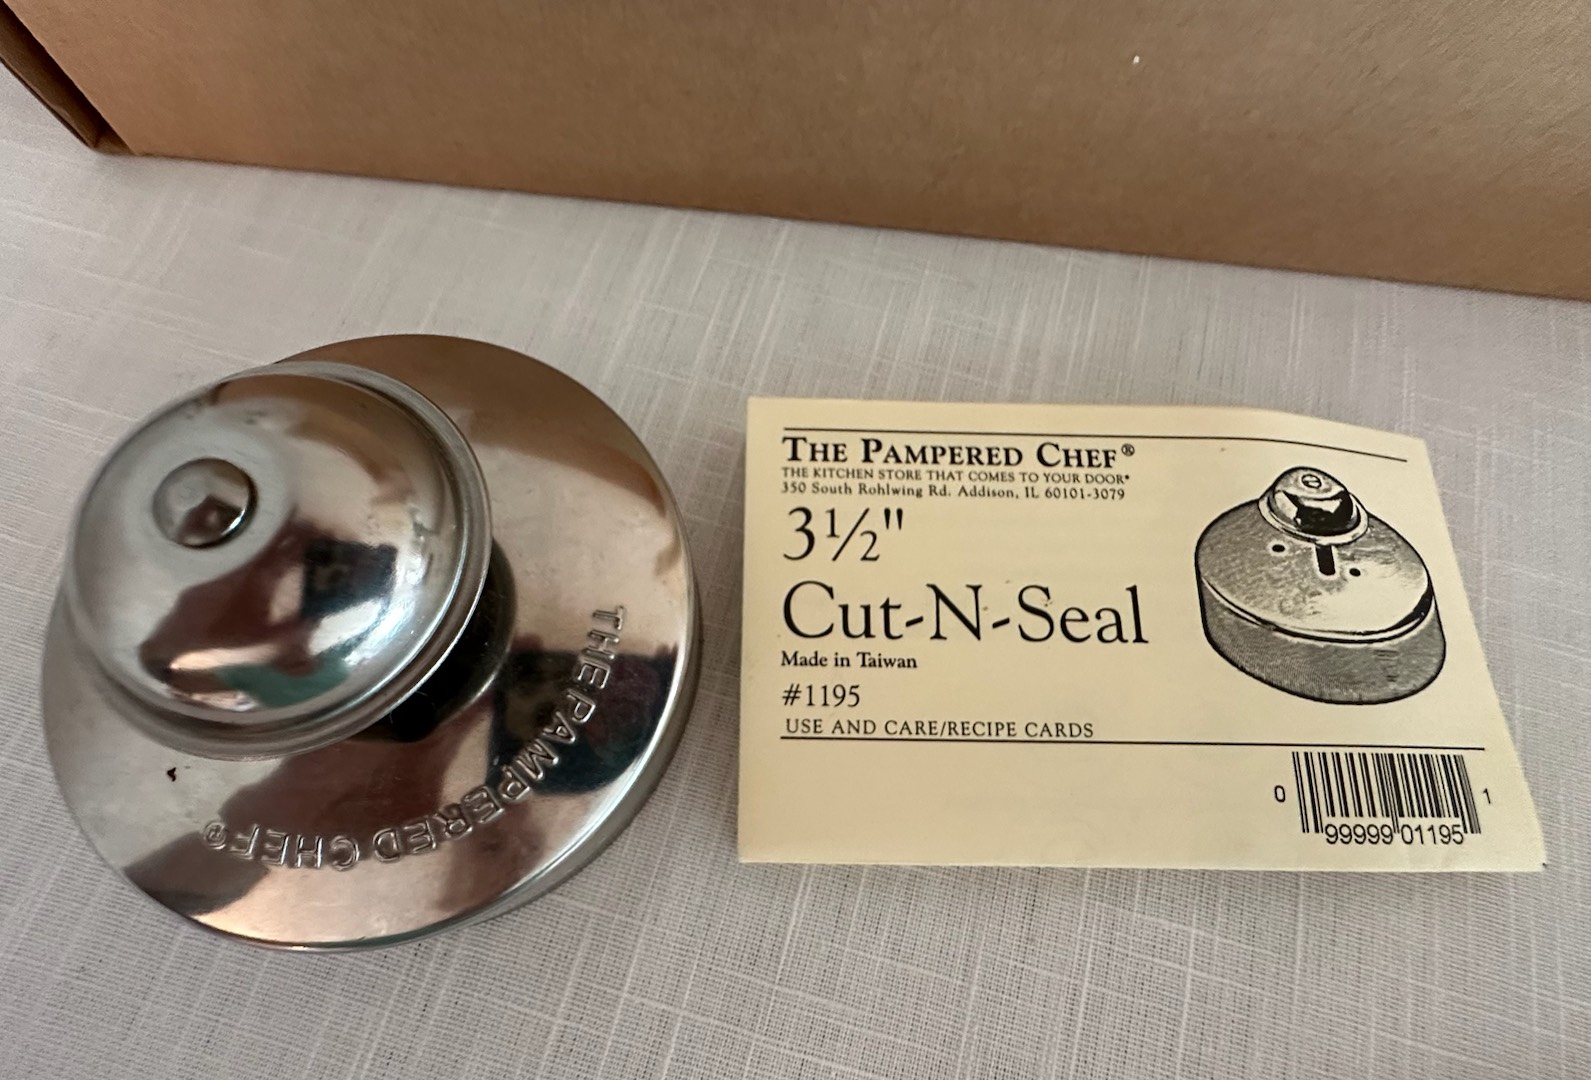 THE PAMPERED CHEF®
THE PAMPERED CHEF®
THE KITCHEN STORE THAT COMES TO YOUR DOOR®
350 South Rohlwing Rd. Addison, IL 60101-3079
3½"
Cut-N-Seal
Made in Taiwan
#1195
USE AND CARE/RECIPE CARDS
0 99999 01195 1